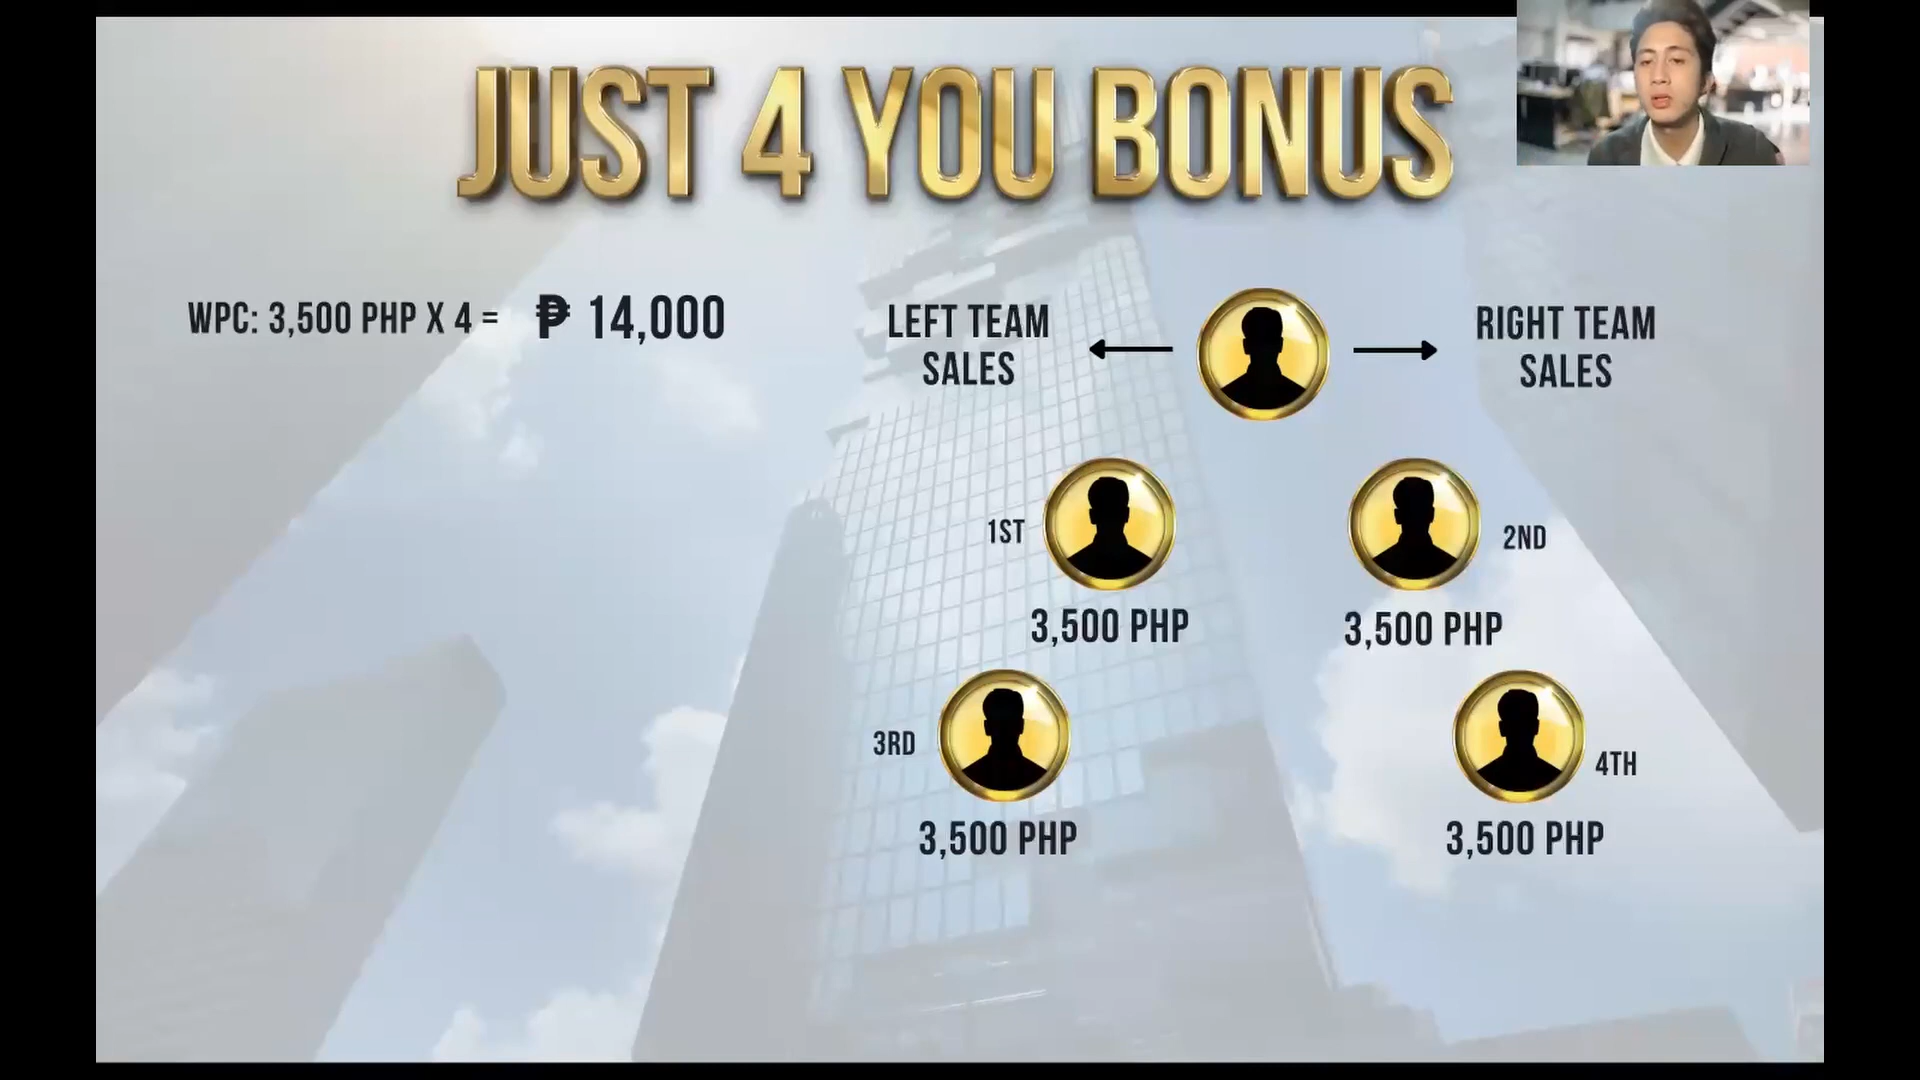 JUST 4 YOU BONUS
WPC: 3,500 PHP X 4 = ₱ 14,000
LEFT TEAM
SALES
RIGHT TEAM
SALES
1ST
2ND
3,500 PHP
3,500 PHP
3RD
4TH
3,500 PHP
3,500 PHP